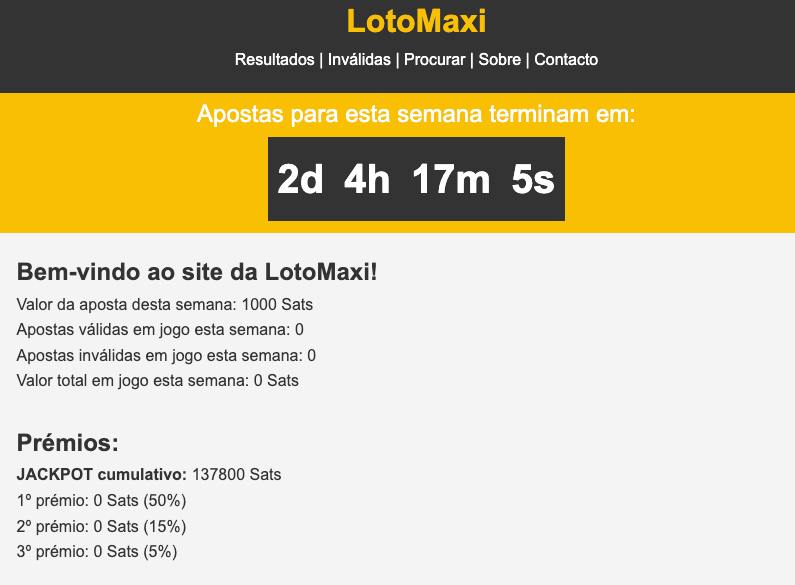 LotoMaxi
Resultados | Inválidas | Procurar | Sobre | Contacto
Apostas para esta semana terminam em:
2d 4h 17m 5s
Bem-vindo ao site da LotoMaxi!
Valor da aposta desta semana: 1000 Sats
Apostas válidas em jogo esta semana: 0
Apostas inválidas em jogo esta semana: 0
Valor total em jogo esta semana: 0 Sats
Prémios:
JACKPOT cumulativo: 137800 Sats
1º prémio: 0 Sats (50%)
2º prémio: 0 Sats (15%)
3º prémio: 0 Sats (5%)